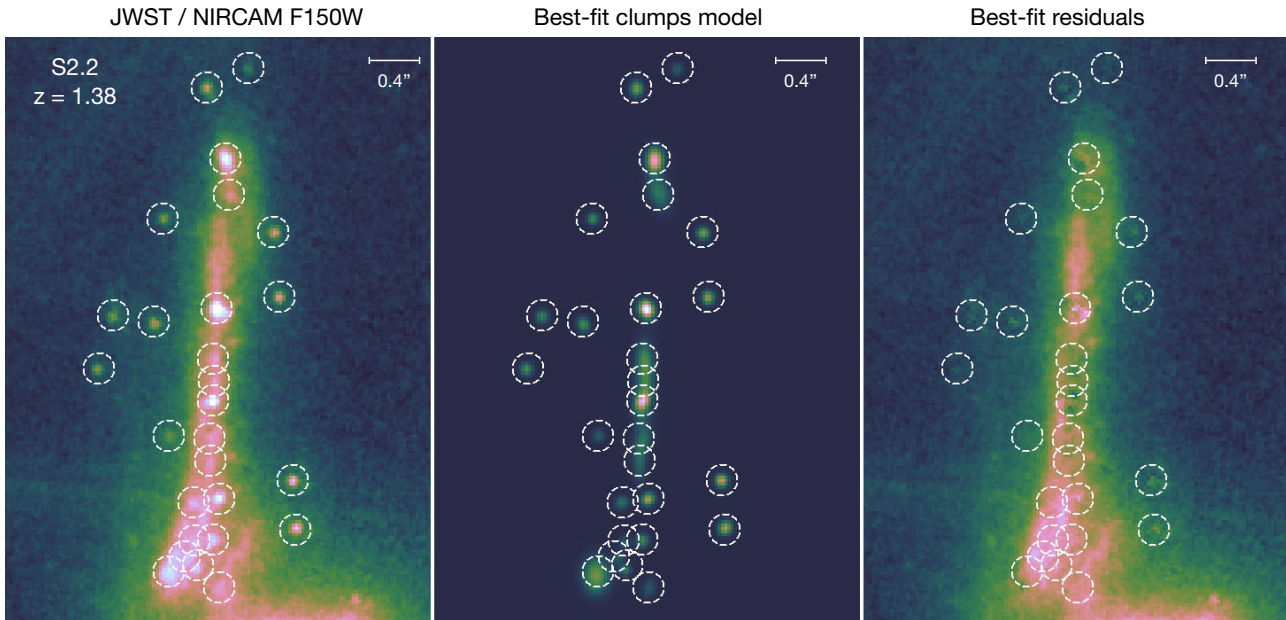 JWST / NIRCAM F150W
Best-fit clumps model
Best-fit residuals
S2.2
z = 1.38
0.4”
0.4”
0.4”